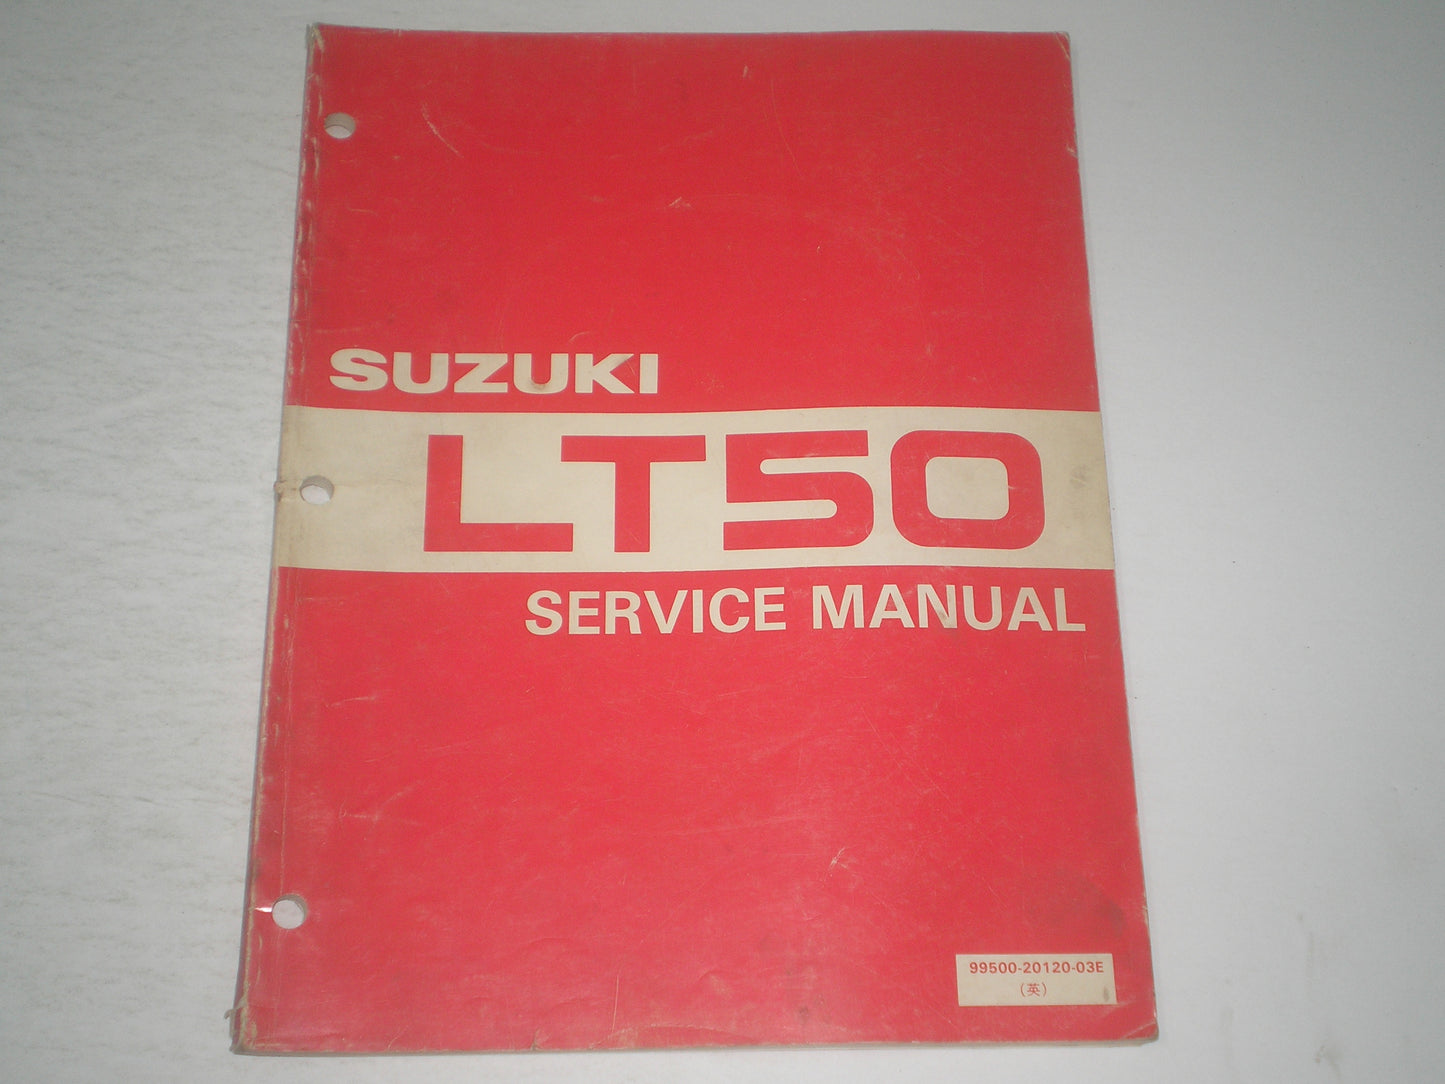 SUZUKI
LT50
SERVICE MANUAL
99500-20120-03E
(英)